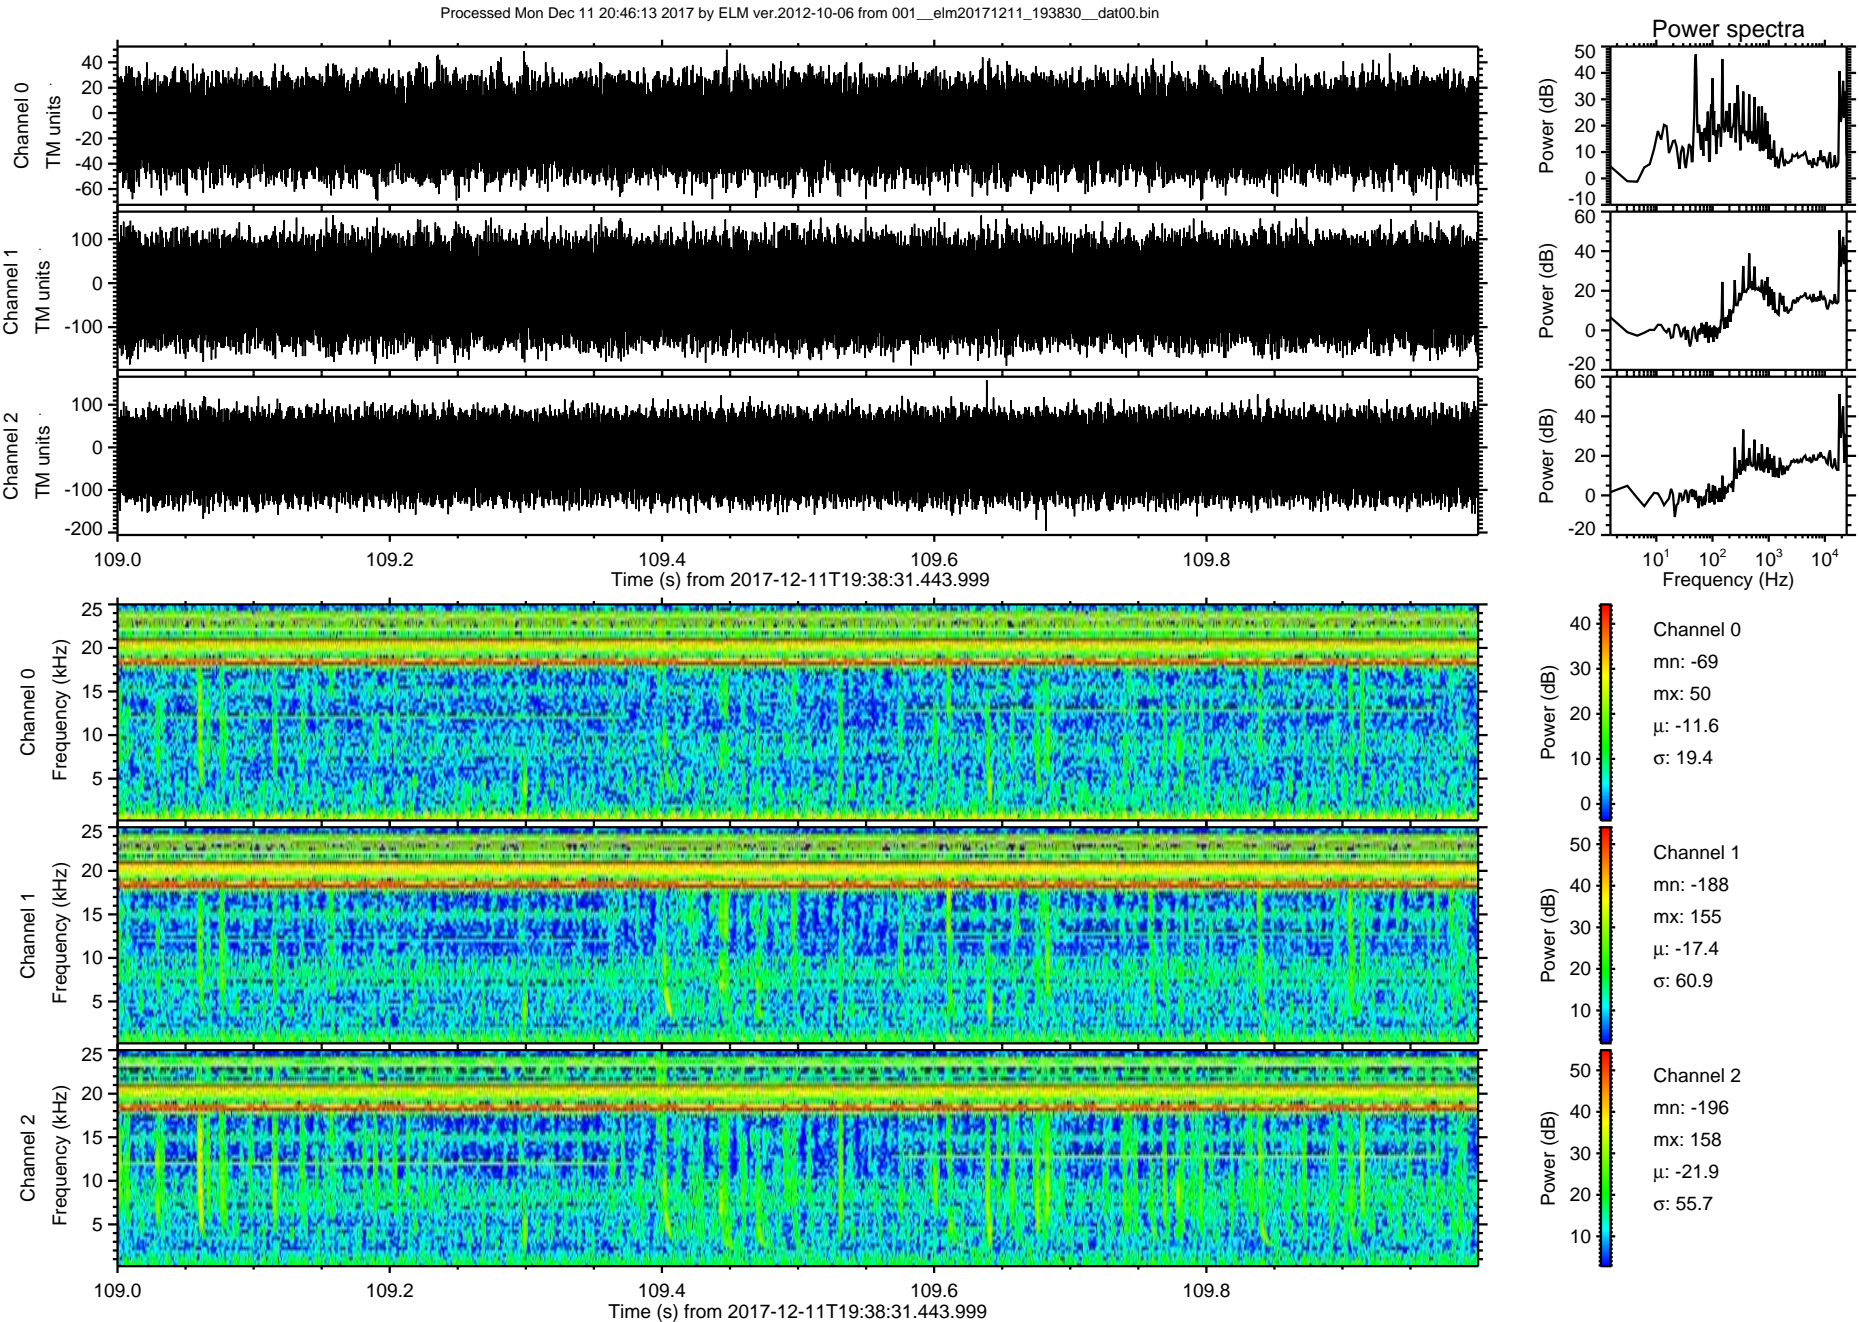 Processed Mon Dec 11 20:46:13 2017 by ELM ver.2012-10-06 from 001__elm20171211_193830__dat00.bin
Power spectra
Channel 0
TM units
40
20
0
-20
-40
-60
Power (dB)
50
40
30
20
10
0
-10
Channel 1
TM units
100
0
-100
Power (dB)
60
40
20
0
-20
Channel 2
TM units
100
0
-100
-200
Power (dB)
60
40
20
0
-20
109.0 109.2 109.4 109.6 109.8
Time (s) from 2017-12-11T19:38:31.443.999
10^1 10^2 10^3 10^4
Frequency (Hz)
Channel 0
Frequency (kHz)
25
20
15
10
5
Power (dB)
40
30
20
10
0
Channel 0
mn: -69
mx: 50
μ: -11.6
σ: 19.4
Channel 1
Frequency (kHz)
25
20
15
10
5
Power (dB)
50
40
30
20
10
Channel 1
mn: -188
mx: 155
μ: -17.4
σ: 60.9
Channel 2
Frequency (kHz)
25
20
15
10
5
Power (dB)
50
40
30
20
10
Channel 2
mn: -196
mx: 158
μ: -21.9
σ: 55.7
109.0 109.2 109.4 109.6 109.8
Time (s) from 2017-12-11T19:38:31.443.999